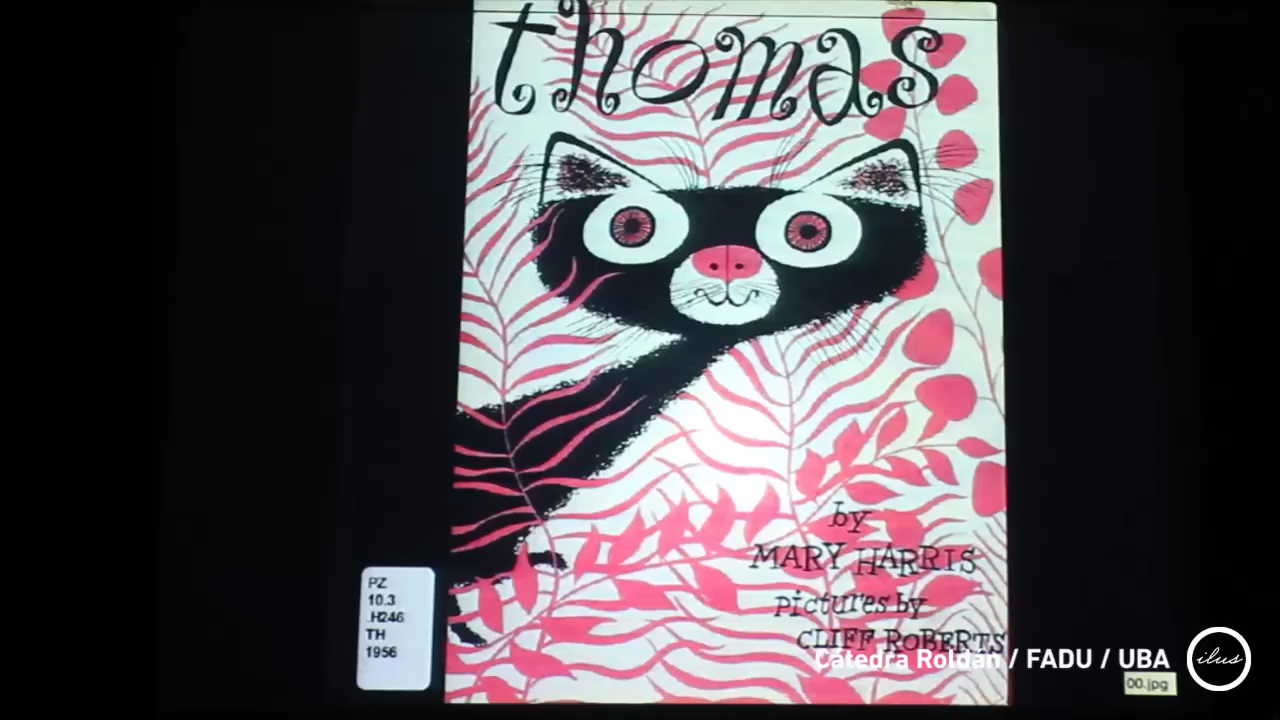 thomas
by
MARY HARRIS
pictures by
CLIFF ROBERTS
PZ
10.3
.H246
TH
1956
Cátedra Roldán / FADU / UBA
ilus
00.jpg